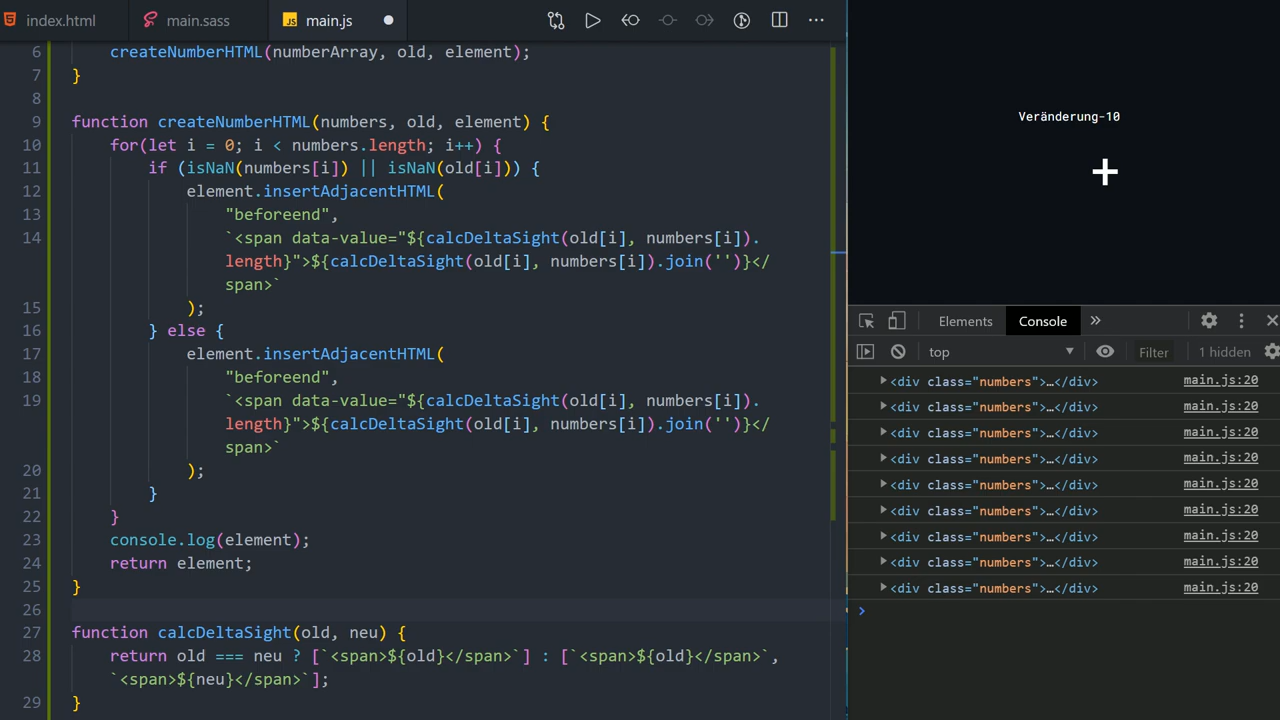 index.html
main.sass
JS main.js
6 createNumberHTML(numberArray, old, element);
7 }
8
9 function createNumberHTML(numbers, old, element) {
10 for(let i = 0; i < numbers.length; i++) {
11 if (isNaN(numbers[i]) || isNaN(old[i])) {
12 element.insertAdjacentHTML(
13 "beforeend",
14 `<span data-value="${calcDeltaSight(old[i], numbers[i]).
length}">${calcDeltaSight(old[i], numbers[i]).join('')}</
span>`
15 );
16 } else {
17 element.insertAdjacentHTML(
18 "beforeend",
19 `<span data-value="${calcDeltaSight(old[i], numbers[i]).
length}">${calcDeltaSight(old[i], numbers[i]).join('')}</
span>`
20 );
21 }
22 }
23 console.log(element);
24 return element;
25 }
26
27 function calcDeltaSight(old, neu) {
28 return old === neu ? [`<span>${old}</span>`] : [`<span>${old}</span>`,
`<span>${neu}</span>`];
29 }
Veränderung-10
+
Elements Console
top Filter 1 hidden
<div class="numbers">…</div> main.js:20
<div class="numbers">…</div> main.js:20
<div class="numbers">…</div> main.js:20
<div class="numbers">…</div> main.js:20
<div class="numbers">…</div> main.js:20
<div class="numbers">…</div> main.js:20
<div class="numbers">…</div> main.js:20
<div class="numbers">…</div> main.js:20
<div class="numbers">…</div> main.js:20